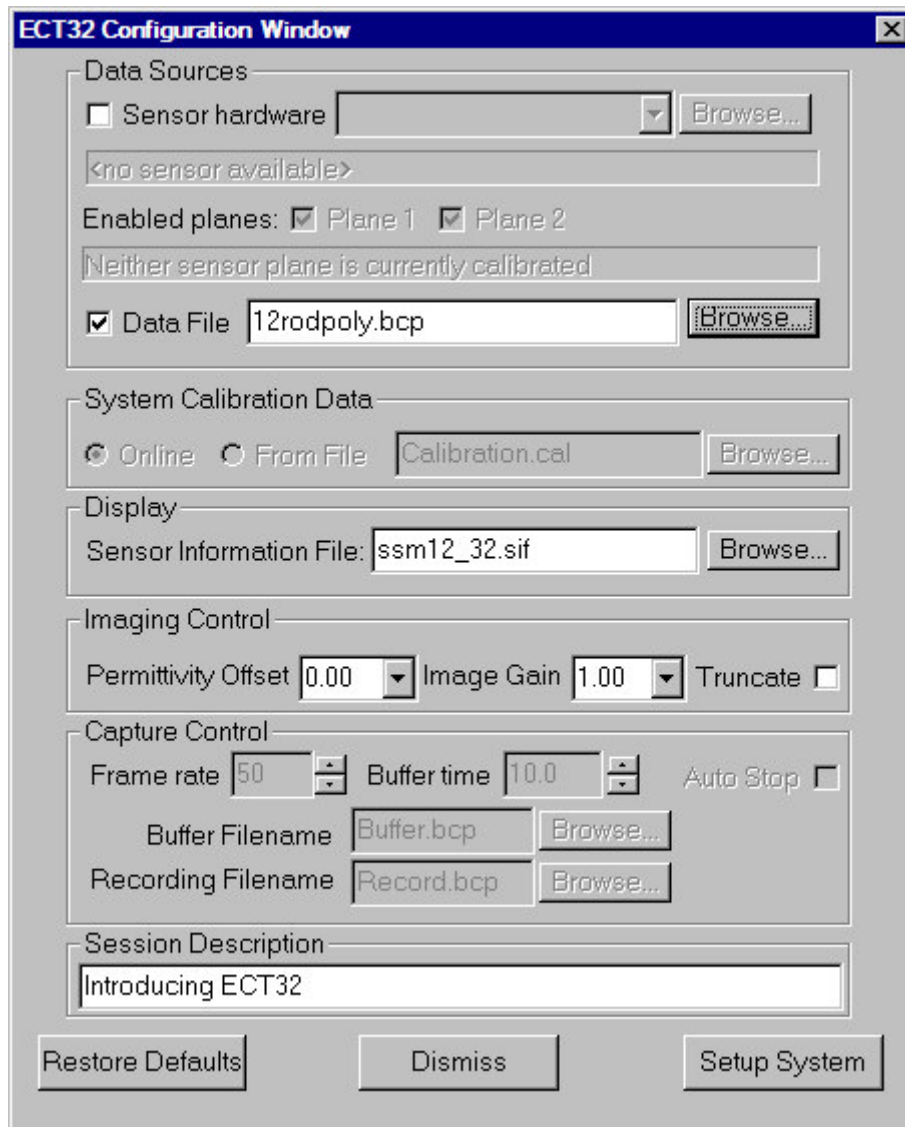 ECT32 Configuration Window
Data Sources
Sensor hardware Browse...
<no sensor available>
Enabled planes: Plane 1 Plane 2
Neither sensor plane is currently calibrated
Data File 12rodpoly.bcp Browse...
System Calibration Data
Online From File Calibration.cal Browse...
Display
Sensor Information File: ssm12_32.sif Browse...
Imaging Control
Permittivity Offset 0.00 Image Gain 1.00 Truncate
Capture Control
Frame rate 50 Buffer time 10.0 Auto Stop
Buffer Filename Buffer.bcp Browse...
Recording Filename Record.bcp Browse...
Session Description
Introducing ECT32
Restore Defaults Dismiss Setup System